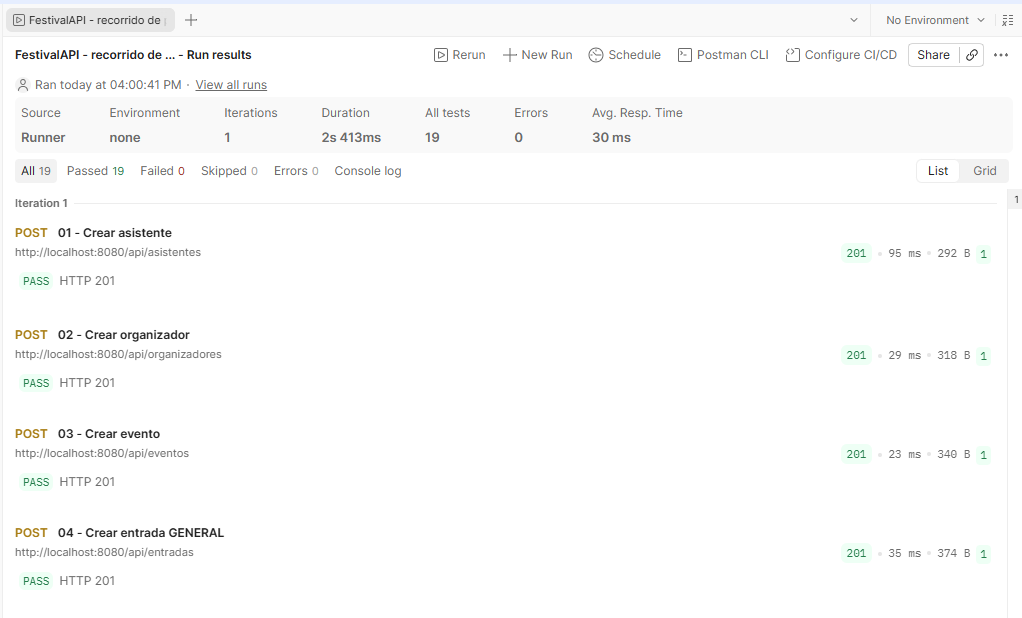 FestivalAPI - recorrido de
No Environment
FestivalAPI - recorrido de ... - Run results
Rerun
New Run
Schedule
Postman CLI
Configure CI/CD
Share
Ran today at 04:00:41 PM · View all runs
Source Environment Iterations Duration All tests Errors Avg. Resp. Time
Runner none 1 2s 413ms 19 0 30 ms
All 19 Passed 19 Failed 0 Skipped 0 Errors 0 Console log
List Grid
Iteration 1
1
POST 01 - Crear asistente
http://localhost:8080/api/asistentes
201 • 95 ms • 292 B 1
PASS HTTP 201
POST 02 - Crear organizador
http://localhost:8080/api/organizadores
201 • 29 ms • 318 B 1
PASS HTTP 201
POST 03 - Crear evento
http://localhost:8080/api/eventos
201 • 23 ms • 340 B 1
PASS HTTP 201
POST 04 - Crear entrada GENERAL
http://localhost:8080/api/entradas
201 • 35 ms • 374 B 1
PASS HTTP 201